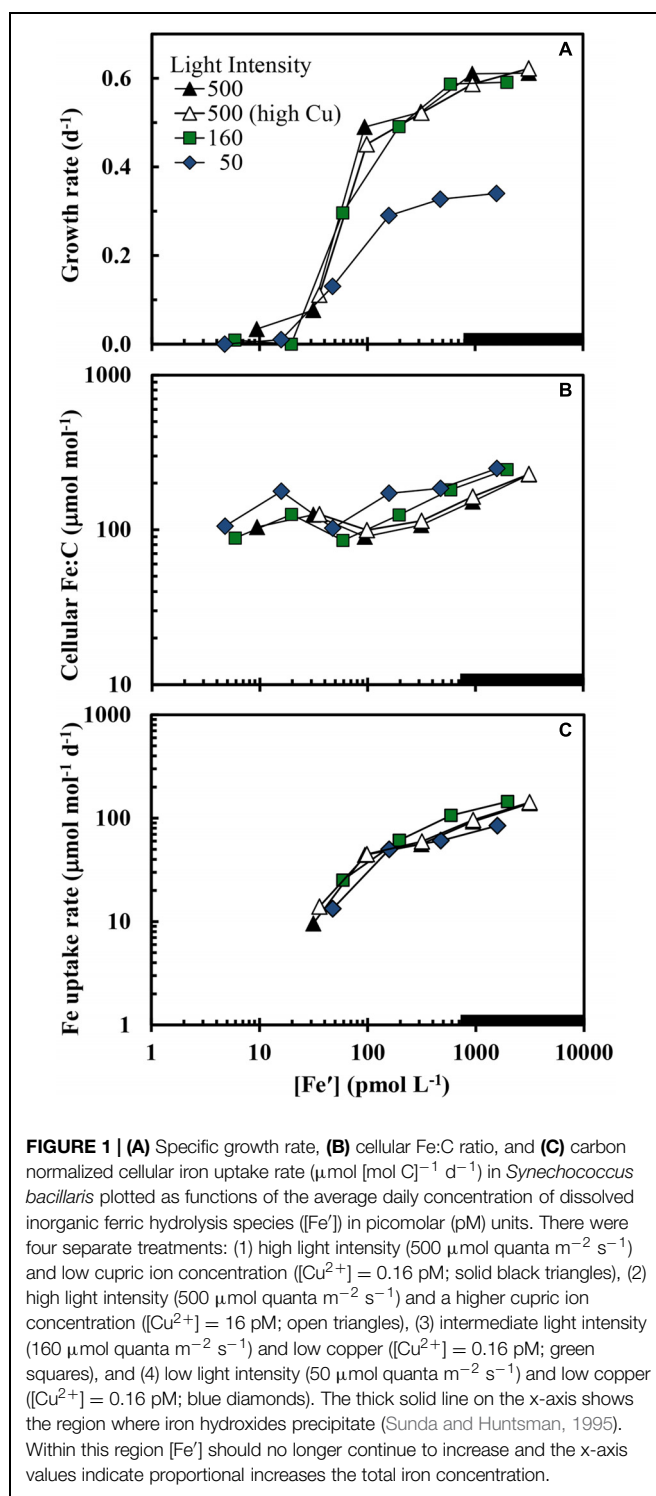 A
Light Intensity
500
500 (high Cu)
160
50
Growth rate (d⁻¹)
0.6
0.4
0.2
0.0
B
Cellular Fe:C (μmol mol⁻¹)
1000
100
10
C
Fe uptake rate (μmol mol⁻¹ d⁻¹)
1000
100
10
1
1 10 100 1000 10000
[Fe′] (pmol L⁻¹)
FIGURE 1 | (A) Specific growth rate, (B) cellular Fe:C ratio, and (C) carbon
normalized cellular iron uptake rate (μmol [mol C]⁻¹ d⁻¹) in Synechococcus
bacillaris plotted as functions of the average daily concentration of dissolved
inorganic ferric hydrolysis species ([Fe′]) in picomolar (pM) units. There were
four separate treatments: (1) high light intensity (500 μmol quanta m⁻² s⁻¹)
and low cupric ion concentration ([Cu²⁺] = 0.16 pM; solid black triangles), (2)
high light intensity (500 μmol quanta m⁻² s⁻¹) and a higher cupric ion
concentration ([Cu²⁺] = 16 pM; open triangles), (3) intermediate light intensity
(160 μmol quanta m⁻² s⁻¹) and low copper ([Cu²⁺] = 0.16 pM; green
squares), and (4) low light intensity (50 μmol quanta m⁻² s⁻¹) and low copper
([Cu²⁺] = 0.16 pM; blue diamonds). The thick solid line on the x-axis shows
the region where iron hydroxides precipitate (Sunda and Huntsman, 1995).
Within this region [Fe′] should no longer continue to increase and the x-axis
values indicate proportional increases the total iron concentration.